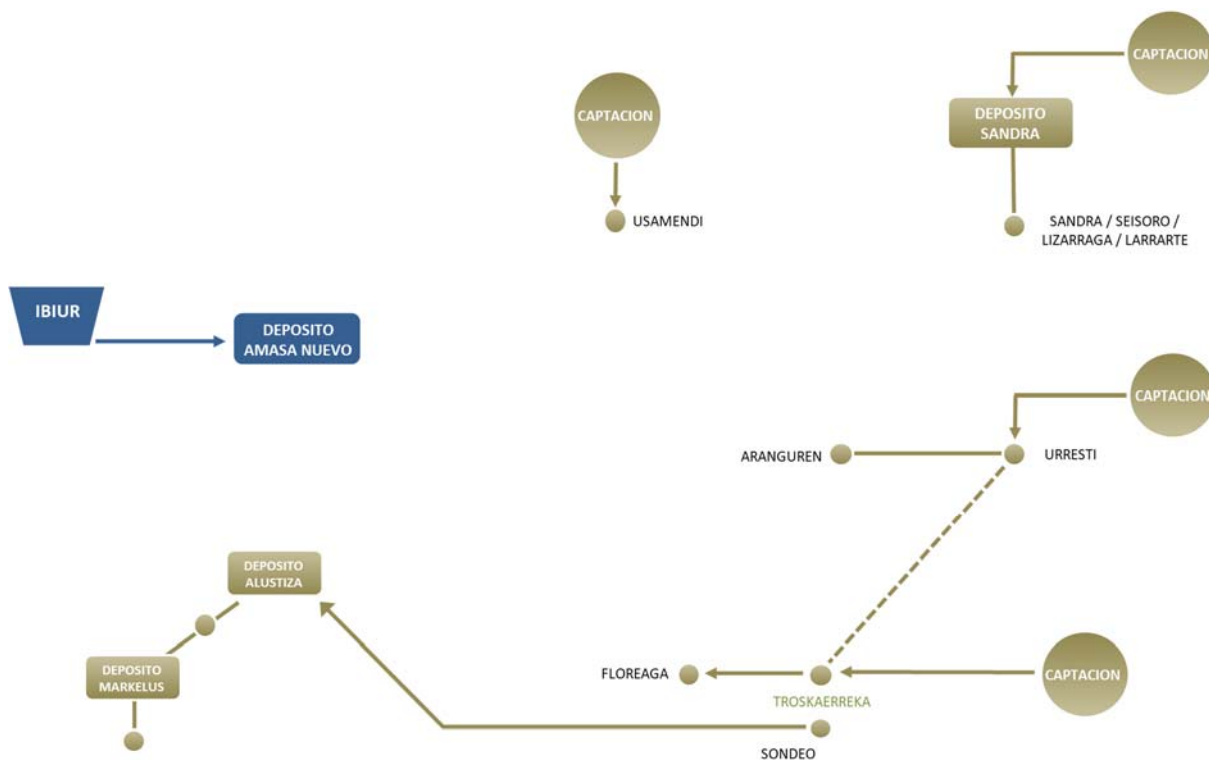 CAPTACION
CAPTACION
DEPOSITO
SANDRA
USAMENDI
SANDRA / SEISORO /
LIZARRAGA / LARRARTE
IBIUR
DEPOSITO
AMASA NUEVO
CAPTACION
ARANGUREN
URRESTI
DEPOSITO
ALUSTIZA
DEPOSITO
MARKELUS
FLOREAGA
CAPTACION
TROSKAERREKA
SONDEO